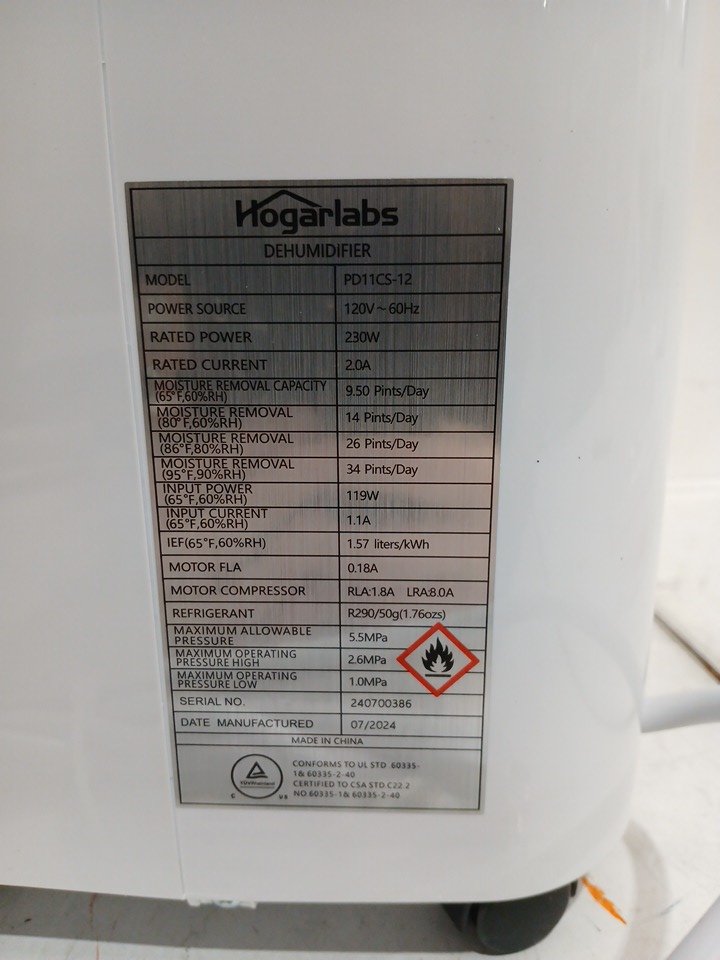 Hogarlabs
DEHUMIDIFIER
MODEL PD11CS-12
POWER SOURCE 120V~60Hz
RATED POWER 230W
RATED CURRENT 2.0A
MOISTURE REMOVAL CAPACITY
(65°F,60%RH) 9.50 Pints/Day
MOISTURE REMOVAL
(80°F,60%RH) 14 Pints/Day
MOISTURE REMOVAL
(86°F,80%RH) 26 Pints/Day
MOISTURE REMOVAL
(95°F,90%RH) 34 Pints/Day
INPUT POWER
(65°F,60%RH) 119W
INPUT CURRENT
(65°F,60%RH) 1.1A
IEF(65°F,60%RH) 1.57 liters/kWh
MOTOR FLA 0.18A
MOTOR COMPRESSOR RLA:1.8A LRA:8.0A
REFRIGERANT R290/50g(1.76ozs)
MAXIMUM ALLOWABLE
PRESSURE 5.5MPa
MAXIMUM OPERATING
PRESSURE HIGH 2.6MPa
MAXIMUM OPERATING
PRESSURE LOW 1.0MPa
SERIAL NO. 240700386
DATE MANUFACTURED 07/2024
MADE IN CHINA
TÜVRheinland
C US
CONFORMS TO UL STD 60335-
1& 60335-2-40
CERTIFIED TO CSA STD.C22.2
NO 60335-1& 60335-2-40